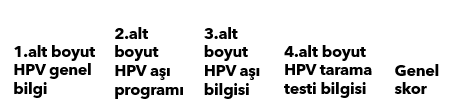 1.alt boyut
HPV genel
bilgi
2.alt
boyut
HPV aşı
programı
3.alt
boyut
HPV aşı
bilgisi
4.alt boyut
HPV tarama
testi bilgisi
Genel
skor